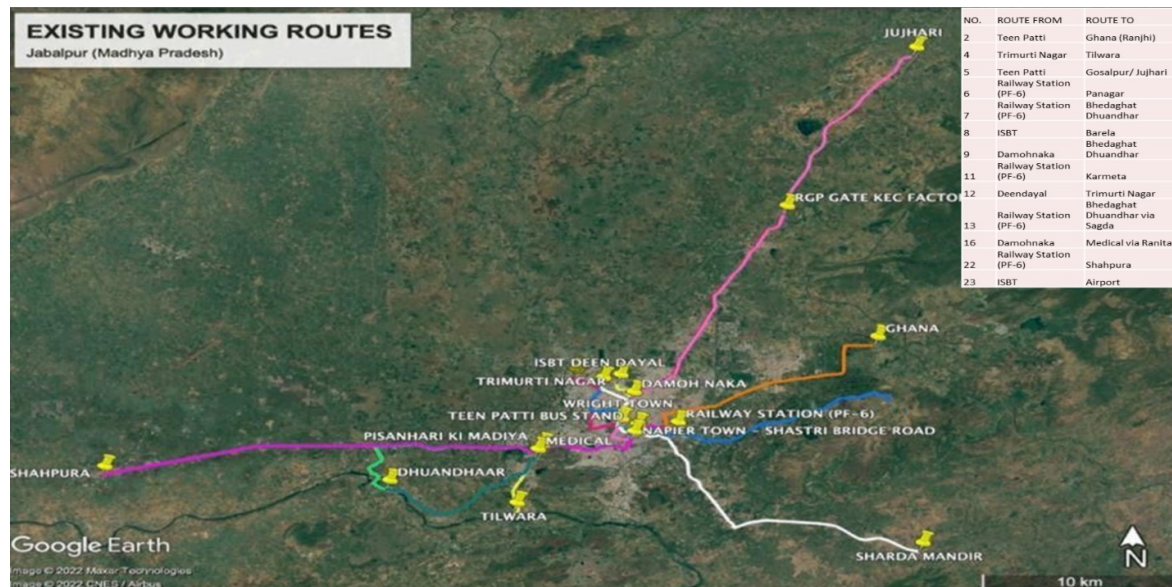 EXISTING WORKING ROUTES
Jabalpur (Madhya Pradesh)
JUJHARI
RGP GATE KEC FACTO
GHANA
ISBT DEEN DAYAL
TRIMURTI NAGAR
DAMOH NAKA
WRIGHT TOWN
TEEN PATTI BUS STAND
RAILWAY STATION (PF-6)
NAPIER TOWN - SHASTRI BRIDGE ROAD
PISANHARI KI MADIYA
MEDICAL
SHAHPURA
DHUANDHAAR
TILWARA
SHARDA MANDIR
Google Earth
Image © 2022 Maxar Technologies
Image © 2022 CNES / Airbus
N
10 km
NO. ROUTE FROM ROUTE TO
2 Teen Patti Ghana (Ranjhi)
4 Trimurti Nagar Tilwara
5 Teen Patti Gosalpur/ Jujhari
6 Railway Station (PF-6) Panagar
7 Railway Station (PF-6) Bhedaghat Dhuandhar
8 ISBT Barela
9 Damohnaka Bhedaghat Dhuandhar
11 Railway Station (PF-6) Karmeta
12 Deendayal Trimurti Nagar
13 Railway Station (PF-6) Bhedaghat Dhuandhar via Sagda
16 Damohnaka Medical via Ranita
22 Railway Station (PF-6) Shahpura
23 ISBT Airport